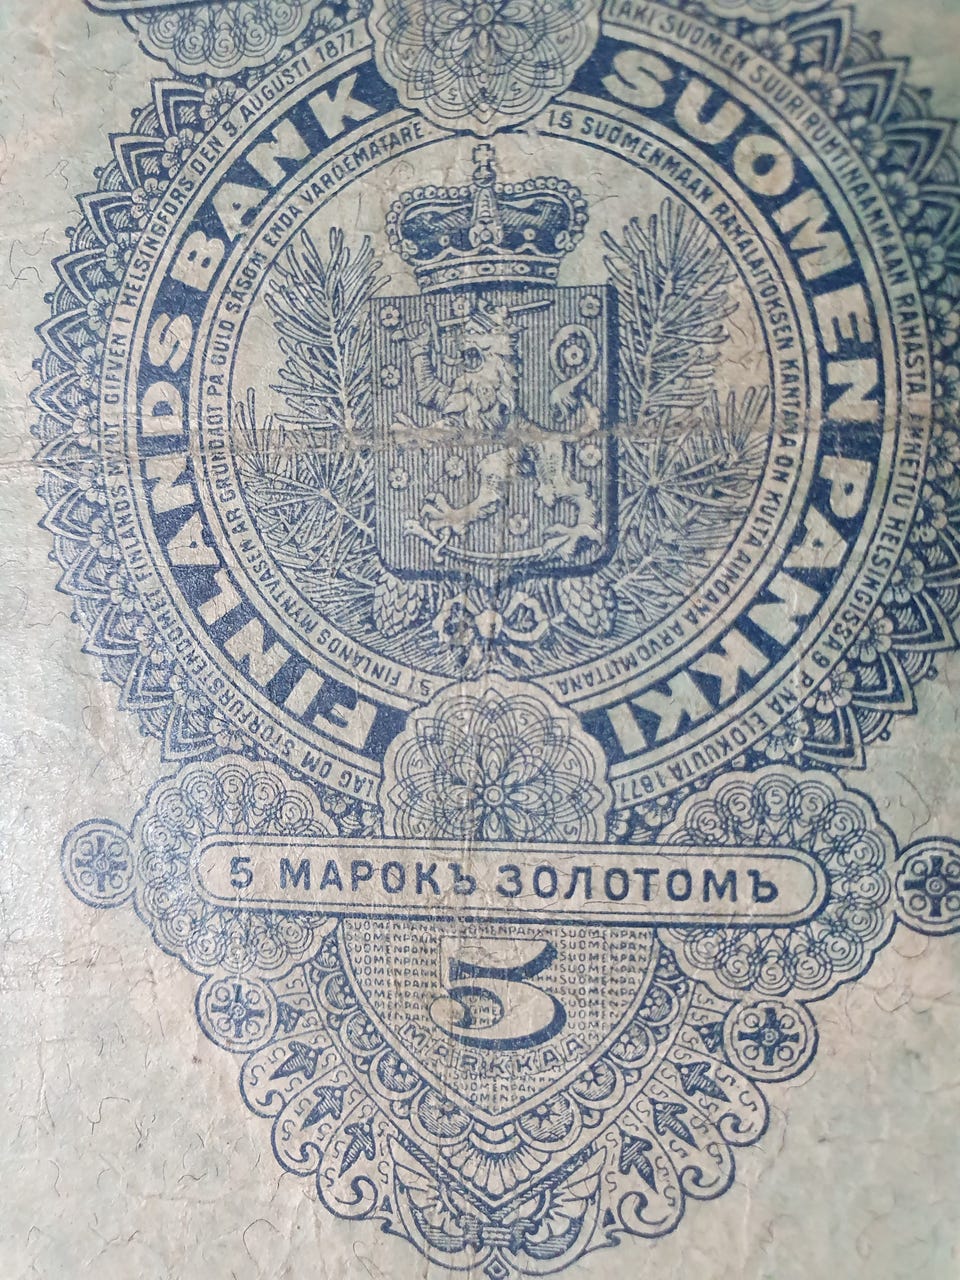 LAG OM STORFURSTENDÖMET FINLANDS MYNT GIFVEN I HELSINGFORS DEN 9 AUGUSTI 1877.
LAKI SUOMEN SUURIRUHTINAANMAAN RAHASTA, ANNETTU HELSINGISSÄ 9 P. NÄ ELOKUUTA 1877.
FINLANDS BANK
SUOMEN PANKKI
§ 1 FINLANDS MYNTVÄSEN ÄR GRUNDADT PÅ GULD SÅSOM ENDA VÄRDEMÄTARE.
1.§ SUOMENMAAN RAHALAITOKSEN KANTANA ON KULTA AINOANA ARVOMITTANA
5 МАРОКЪ ЗОЛОТОМЪ
5
MARKKAA